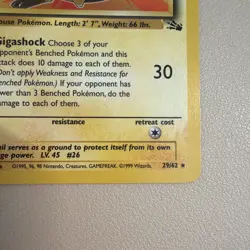 ouse Pokémon. Length: 2' 7", Weight: 66 lbs.
Gigashock Choose 3 of your
opponent's Benched Pokémon and this
attack does 10 damage to each of them.
Don't apply Weakness and Resistance for
Benched Pokémon.) If your opponent has
fewer than 3 Benched Pokémon, do the
damage to each of them.
30
resistance
retreat cost
ail serves as a ground to protect itself from its own
ge power. LV. 45 #26
©1995, 96, 98 Nintendo, Creatures, GAMEFREAK. ©1999 Wizards.
29/62 ★